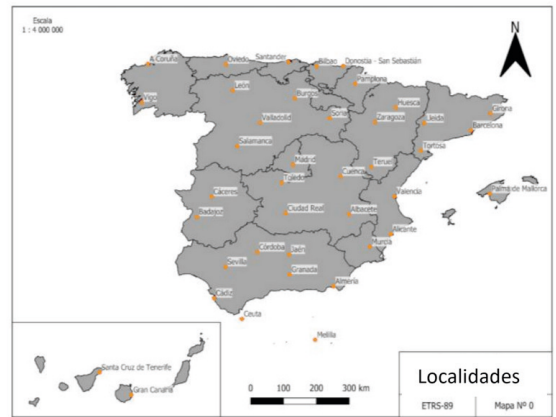 Escala
1 : 4 000 000
N
A Coruña
Oviedo
Santander
Bilbao
Donostia - San Sebastián
Pamplona
León
Burgos
Huesca
Girona
Vigo
Soria
Zaragoza
Lleida
Barcelona
Valladolid
Salamanca
Tortosa
Madrid
Teruel
Cuenca
Toledo
Palma de Mallorca
Cáceres
Valencia
Badajoz
Ciudad Real
Albacete
Alicante
Murcia
Córdoba
Jaén
Sevilla
Granada
Almería
Cádiz
Ceuta
Melilla
Santa Cruz de Tenerife
Gran Canaria
0 100 200 300 km
Localidades
ETRS-89 Mapa Nº 0